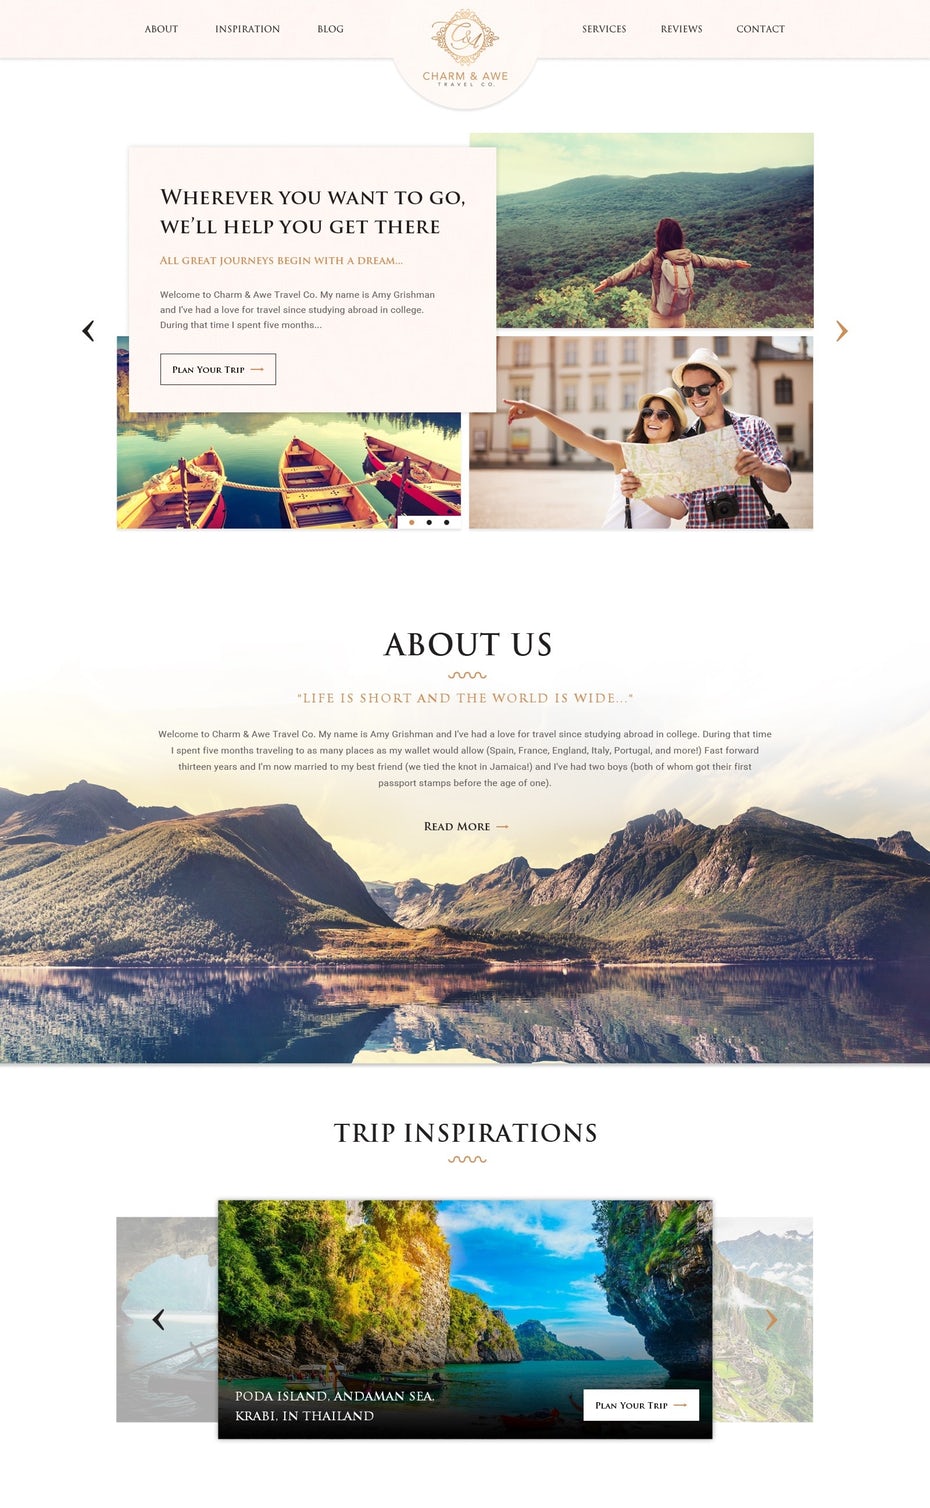 ABOUT
INSPIRATION
BLOG
C&A
CHARM & AWE
TRAVEL CO.
SERVICES
REVIEWS
CONTACT
WHEREVER YOU WANT TO GO,
WE'LL HELP YOU GET THERE
ALL GREAT JOURNEYS BEGIN WITH A DREAM...
Welcome to Charm & Awe Travel Co. My name is Amy Grishman
and I've had a love for travel since studying abroad in college.
During that time I spent five months...
PLAN YOUR TRIP
ABOUT US
"LIFE IS SHORT AND THE WORLD IS WIDE..."
Welcome to Charm & Awe Travel Co. My name is Amy Grishman and I've had a love for travel since studying abroad in college. During that time
I spent five months traveling to as many places as my wallet would allow (Spain, France, England, Italy, Portugal, and more!) Fast forward
thirteen years and I'm now married to my best friend (we tied the knot in Jamaica!) and I've had two boys (both of whom got their first
passport stamps before the age of one).
READ MORE
TRIP INSPIRATIONS
PODA ISLAND, ANDAMAN SEA,
KRABI, IN THAILAND
PLAN YOUR TRIP